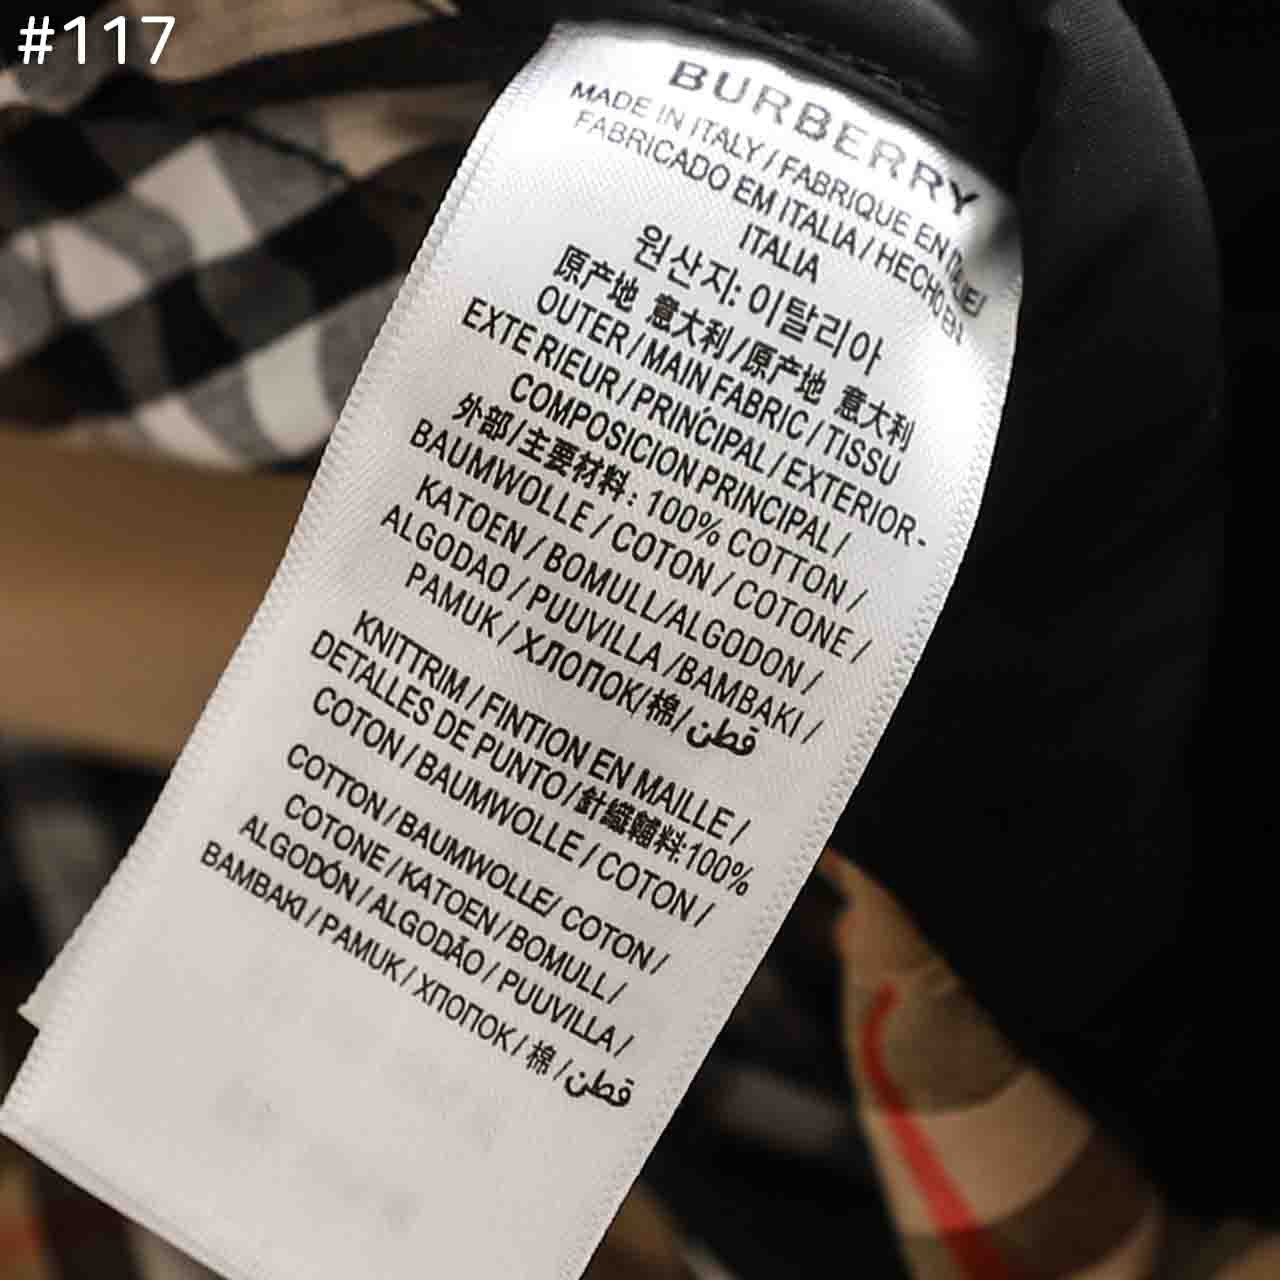 #117
BURBERRY
MADE IN ITALY / FABRIQUE EN
FABRICADO EM ITALIA / HECHO EN
ITALIA
원산지: 이탈리아
原产地 意大利 / 原产地 意大利
OUTER / MAIN FABRIC / TISSU
EXTE RIEUR / PRINCIPAL / EXTERIOR-
COMPOSICION PRINCIPAL /
外部 / 主要材料: 100% COTTON /
BAUMWOLLE / COTON / COTONE /
KATOEN / BOMULL/ALGODON /
ALGODAO / PUUVILLA /BAMBAKI /
PAMUK / ХЛОПОК/棉/ قطن
KNITTRIM / FINTION EN MAILLE /
DETALLES DE PUNTO / 針織輔料:100%
COTON / BAUMWOLLE / COTON /
COTTON / BAUMWOLLE/ COTON /
COTONE / KATOEN / BOMULL /
ALGODÓN / ALGODÃO / PUUVILLA /
BAMBAKI / PAMUK / ХПОПОК / 棉 / قطن